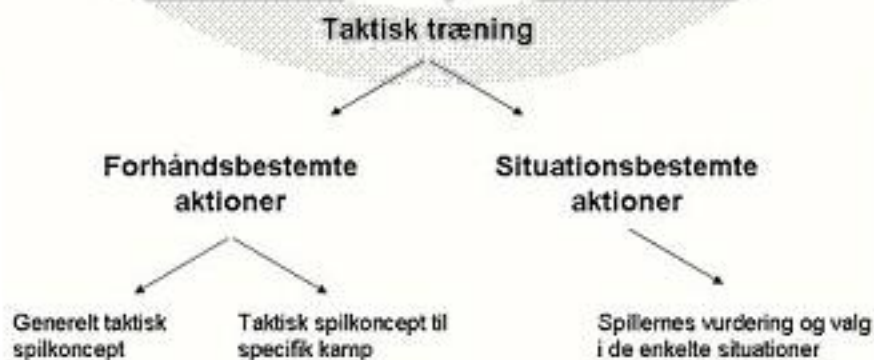 Taktisk træning
Forhåndsbestemte
aktioner
Situationsbestemte
aktioner
Generelt taktisk
spilkoncept
Taktisk spilkoncept til
specifik kamp
Spillernes vurdering og valg
i de enkelte situationer